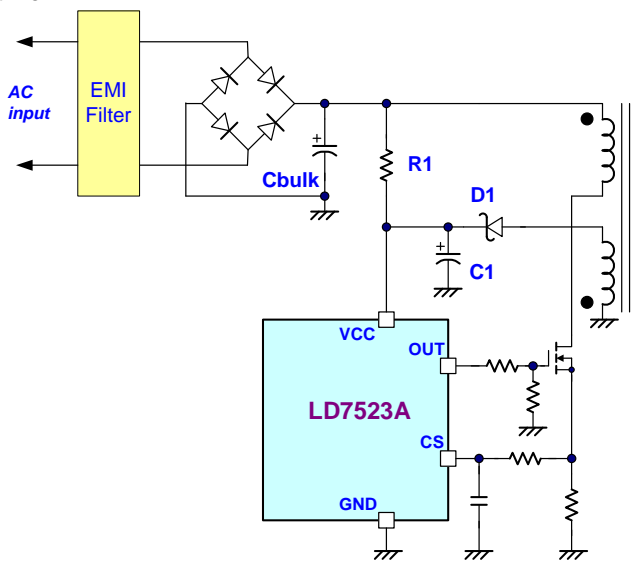 AC
input
EMI
Filter
+
Cbulk
R1
D1
+
C1
VCC
OUT
LD7523A
CS
GND